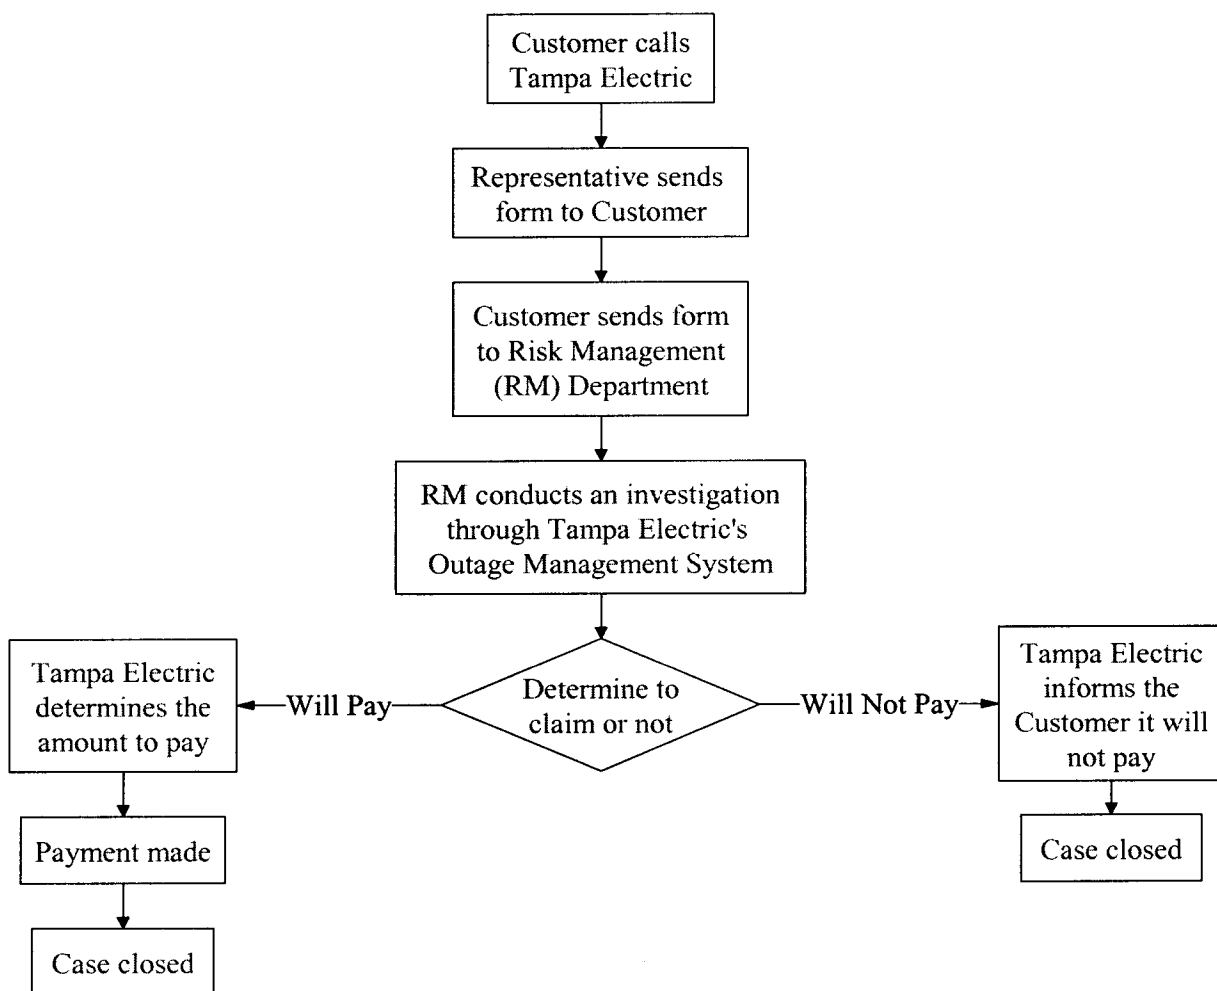 Customer calls
Tampa Electric
Representative sends
form to Customer
Customer sends form
to Risk Management
(RM) Department
RM conducts an investigation
through Tampa Electric's
Outage Management System
Determine to
claim or not
Will Pay
Tampa Electric
determines the
amount to pay
Payment made
Case closed
Will Not Pay
Tampa Electric
informs the
Customer it will
not pay
Case closed